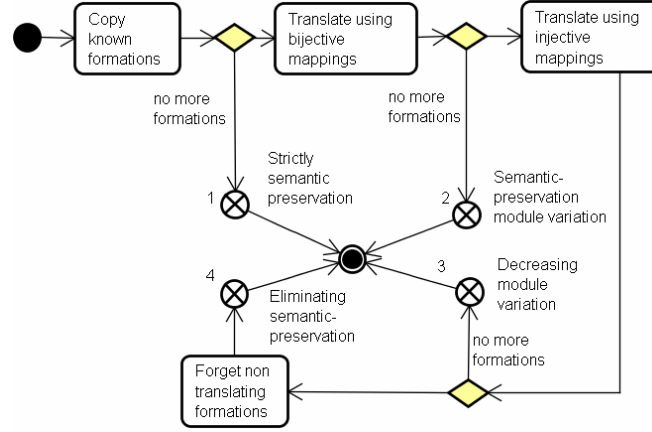 Copy
known
formations
Translate using
bijective
mappings
Translate using
injective
mappings
no more
formations
no more
formations
1
Strictly
semantic
preservation
2
Semantic-
preservation
module variation
4
Eliminating
semantic-
preservation
3
Decreasing
module
variation
no more
formations
Forget non
translating
formations